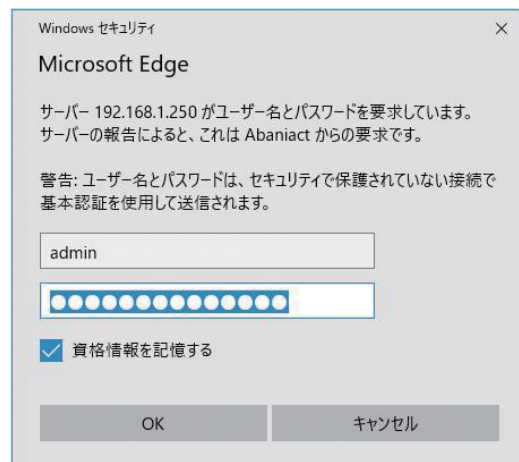 Windows セキュリティ
Microsoft Edge
サーバー 192.168.1.250 がユーザー名とパスワードを要求しています。
サーバーの報告によると、これは Abaniact からの要求です。
警告: ユーザー名とパスワードは、セキュリティで保護されていない接続で
基本認証を使用して送信されます。
admin
資格情報を記憶する
OK
キャンセル